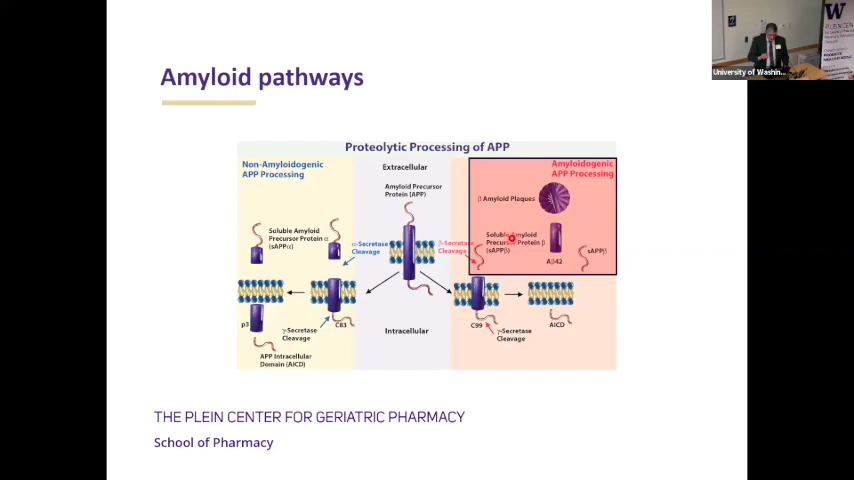 Amyloid pathways
Proteolytic Processing of APP
Non-Amyloidogenic
APP Processing
Extracellular
Amyloidogenic
APP Processing
Amyloid Precursor
Protein (APP)
β Amyloid Plaques
Soluble Amyloid
Precursor Protein α
(sAPPα)
α-Secretase
Cleavage
β-Secretase
Cleavage
Soluble Amyloid
Precursor Protein β
(sAPPβ)
Aβ42
sAPPβ
p3
γ-Secretase
Cleavage
C83
Intracellular
C99
γ-Secretase
Cleavage
AICD
APP Intracellular
Domain (AICD)
THE PLEIN CENTER FOR GERIATRIC PHARMACY
School of Pharmacy
W
PLEIN CENTER
University of Washin...